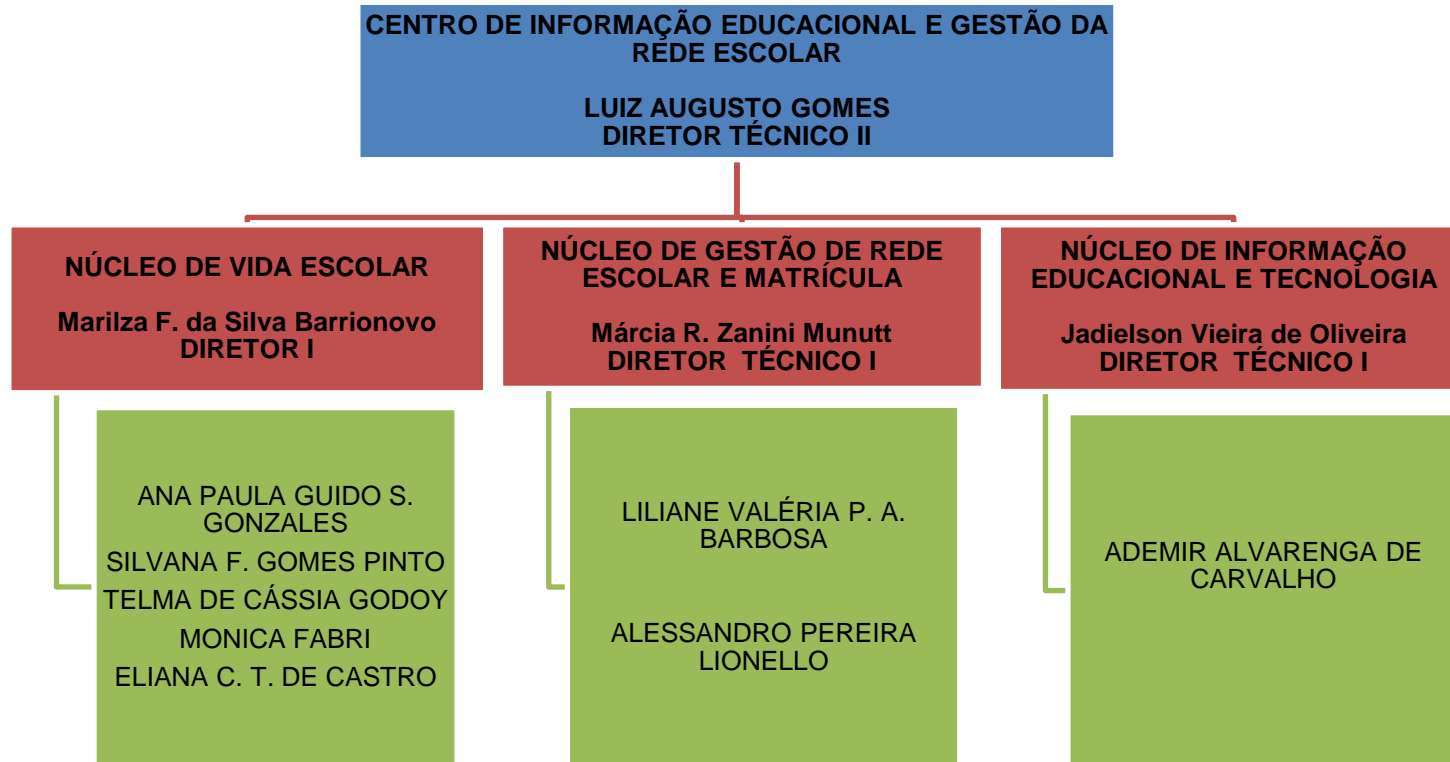 CENTRO DE INFORMAÇÃO EDUCACIONAL E GESTÃO DA
REDE ESCOLAR
LUIZ AUGUSTO GOMES
DIRETOR TÉCNICO II
NÚCLEO DE VIDA ESCOLAR
Marilza F. da Silva Barrionovo
DIRETOR I
NÚCLEO DE GESTÃO DE REDE
ESCOLAR E MATRÍCULA
Márcia R. Zanini Munutt
DIRETOR TÉCNICO I
NÚCLEO DE INFORMAÇÃO
EDUCACIONAL E TECNOLOGIA
Jadielson Vieira de Oliveira
DIRETOR TÉCNICO I
ANA PAULA GUIDO S.
GONZALES
SILVANA F. GOMES PINTO
TELMA DE CÁSSIA GODOY
MONICA FABRI
ELIANA C. T. DE CASTRO
LILIANE VALÉRIA P. A.
BARBOSA
ALESSANDRO PEREIRA
LIONELLO
ADEMIR ALVARENGA DE
CARVALHO